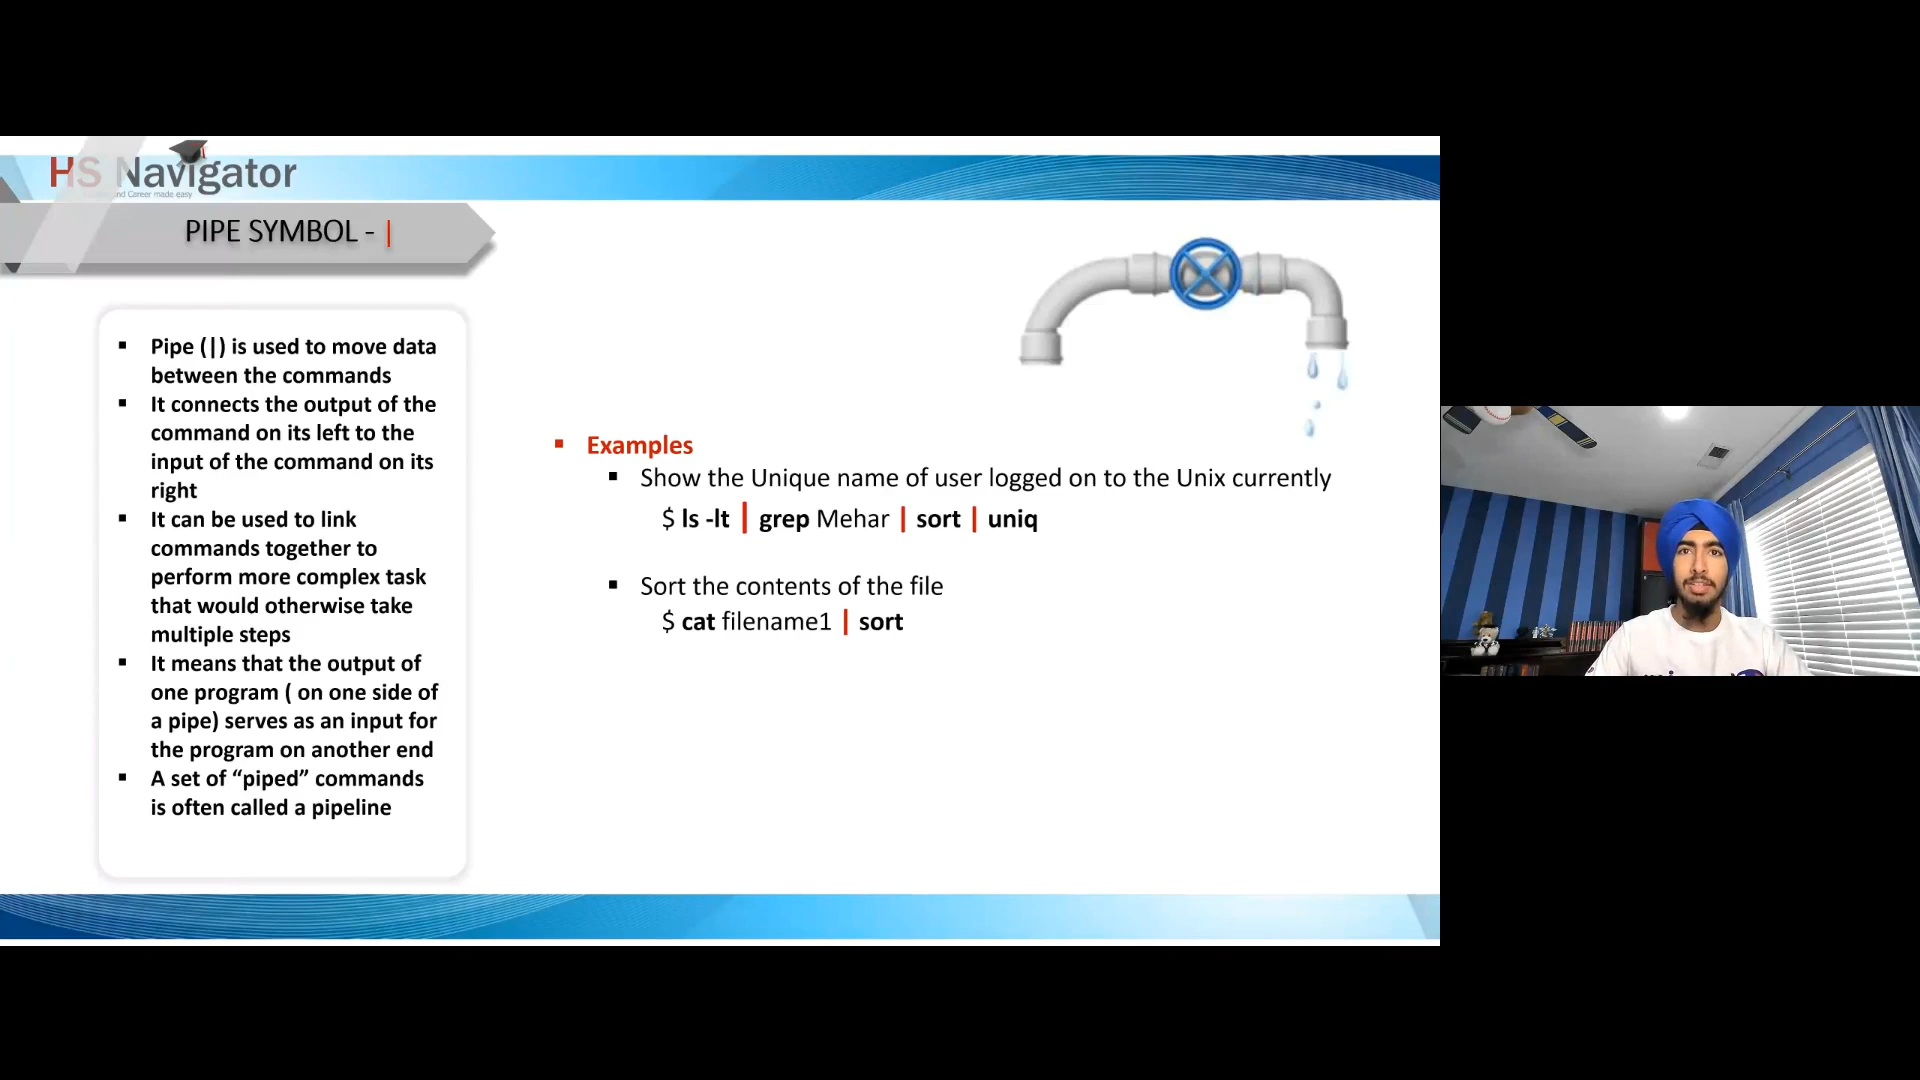 HS Navigator
nd Career made easy
PIPE SYMBOL - |
▪ Pipe (|) is used to move data
between the commands
▪ It connects the output of the
command on its left to the
input of the command on its
right
▪ It can be used to link
commands together to
perform more complex task
that would otherwise take
multiple steps
▪ It means that the output of
one program ( on one side of
a pipe) serves as an input for
the program on another end
▪ A set of “piped” commands
is often called a pipeline
▪ Examples
▪ Show the Unique name of user logged on to the Unix currently
$ ls -lt | grep Mehar | sort | uniq
▪ Sort the contents of the file
$ cat filename1 | sort